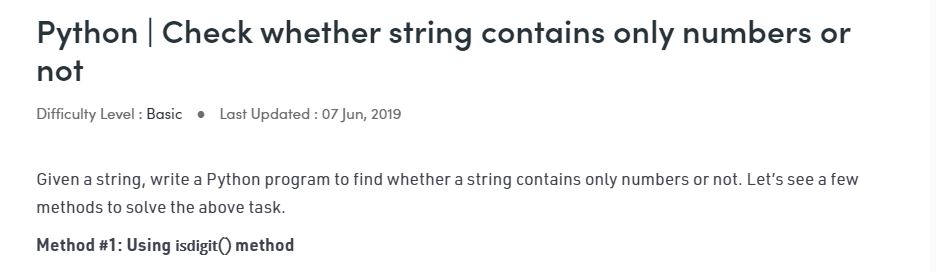 Python | Check whether string contains only numbers or
not
Difficulty Level : Basic ● Last Updated : 07 Jun, 2019
Given a string, write a Python program to find whether a string contains only numbers or not. Let’s see a few
methods to solve the above task.
Method #1: Using isdigit() method